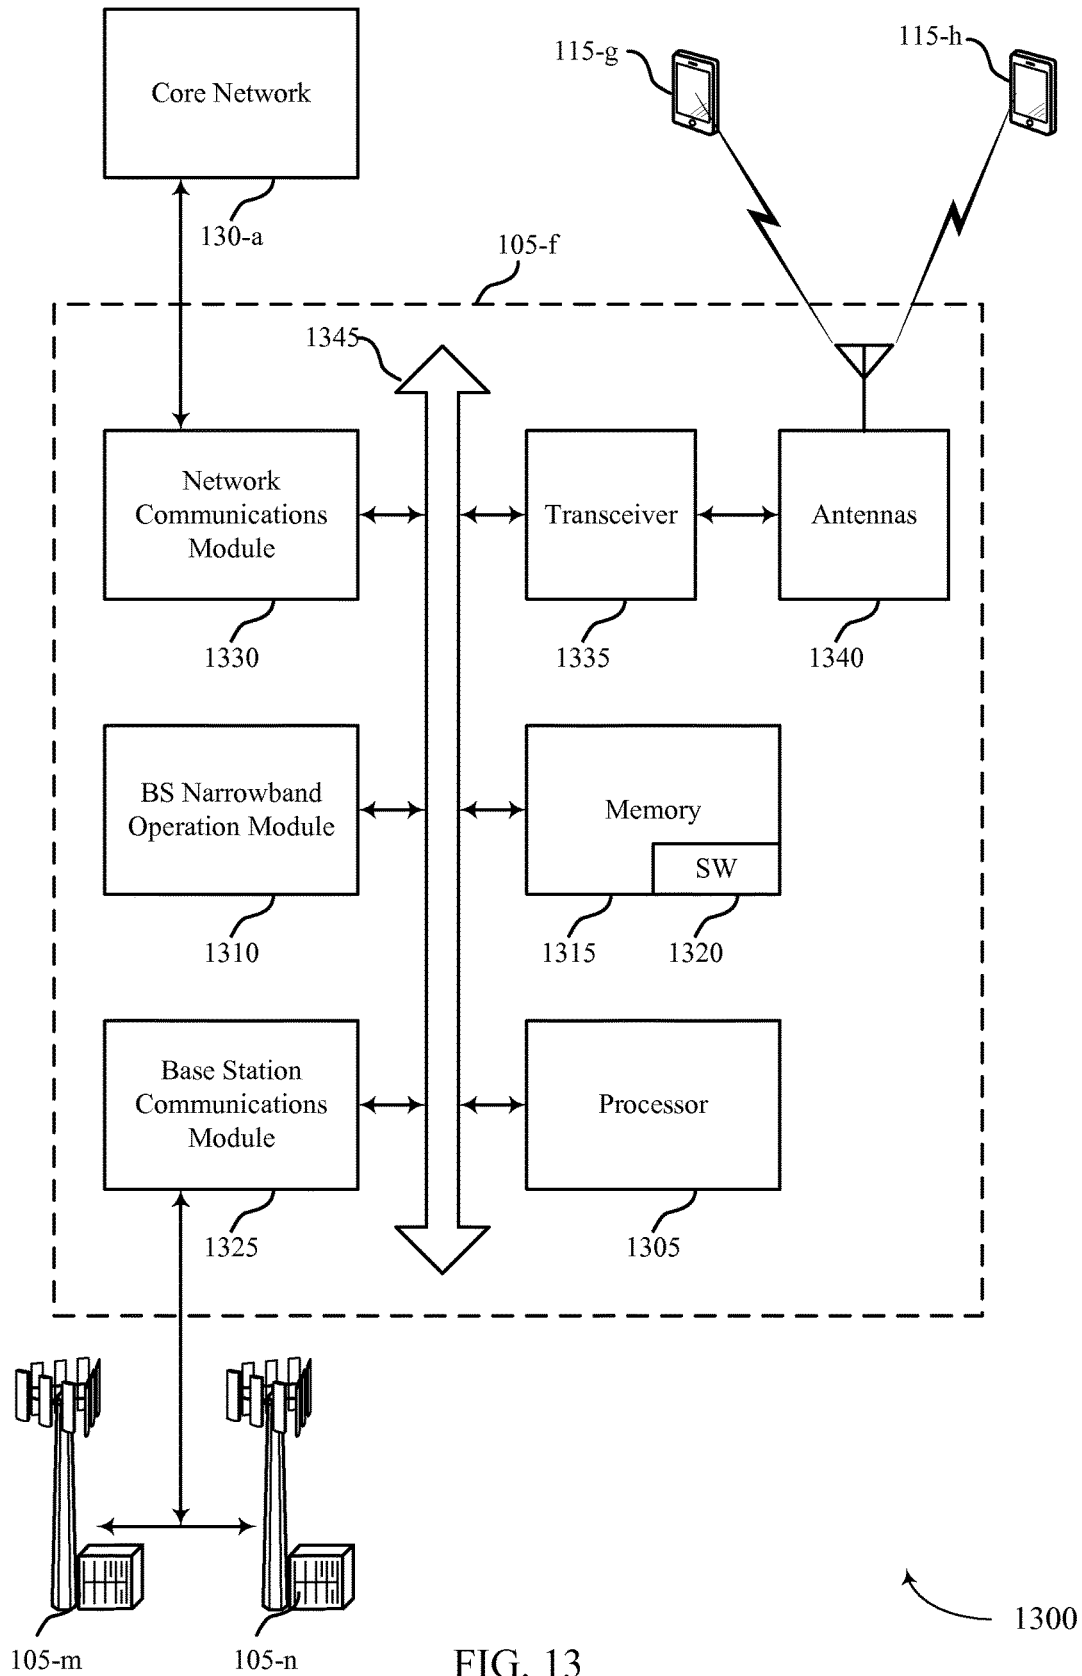 115-g
115-h
Core Network
130-a
105-f
1345
Network
Communications
Module
Transceiver
Antennas
1330
1335
1340
BS Narrowband
Operation Module
Memory
SW
1310
1315
1320
Base Station
Communications
Module
Processor
1325
1305
1300
105-m
105-n
FIG. 13